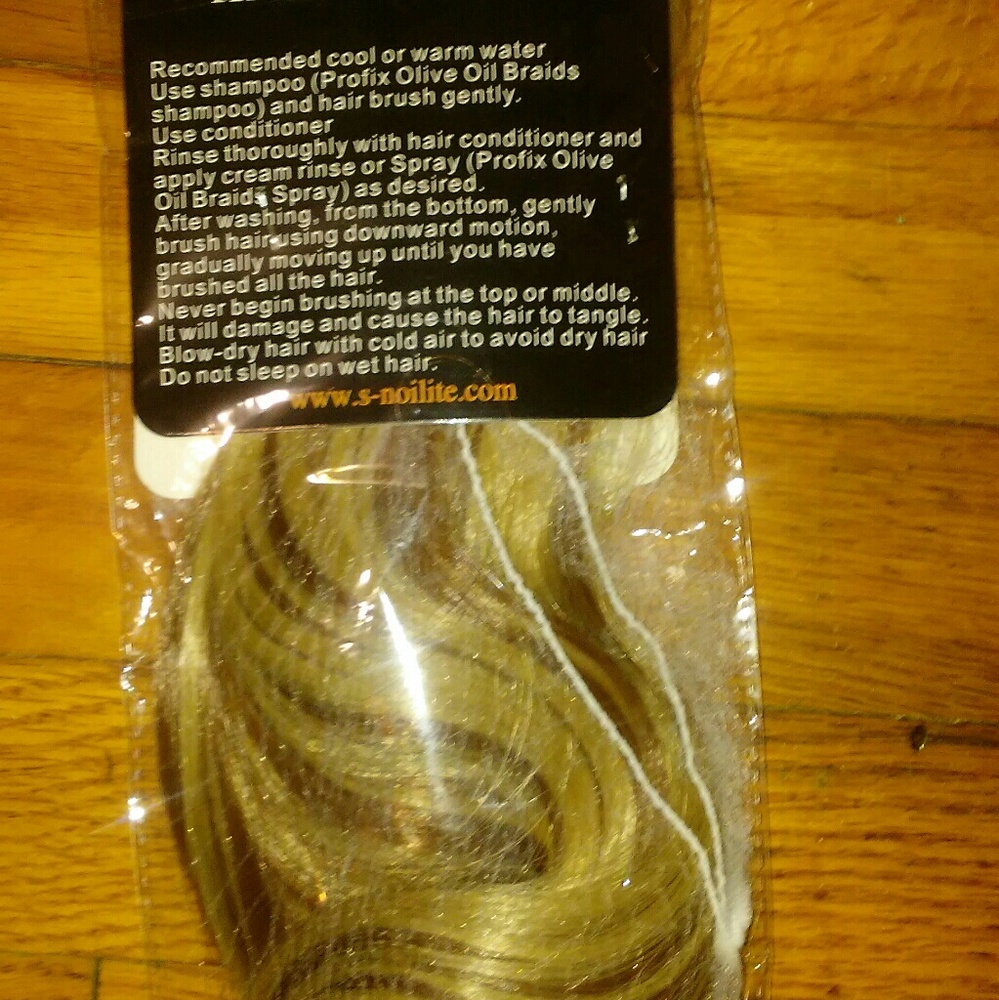 Recommended cool or warm water
Use shampoo (Profix Olive Oil Braids
shampoo) and hair brush gently.
Use conditioner
Rinse thoroughly with hair conditioner and
apply cream rinse or Spray (Profix Olive
Oil Braids Spray) as desired.
After washing, from the bottom, gently
brush hair using downward motion,
gradually moving up until you have
brushed all the hair.
Never begin brushing at the top or middle.
It will damage and cause the hair to tangle.
Blow-dry hair with cold air to avoid dry hair
Do not sleep on wet hair.
www.s-noilite.com